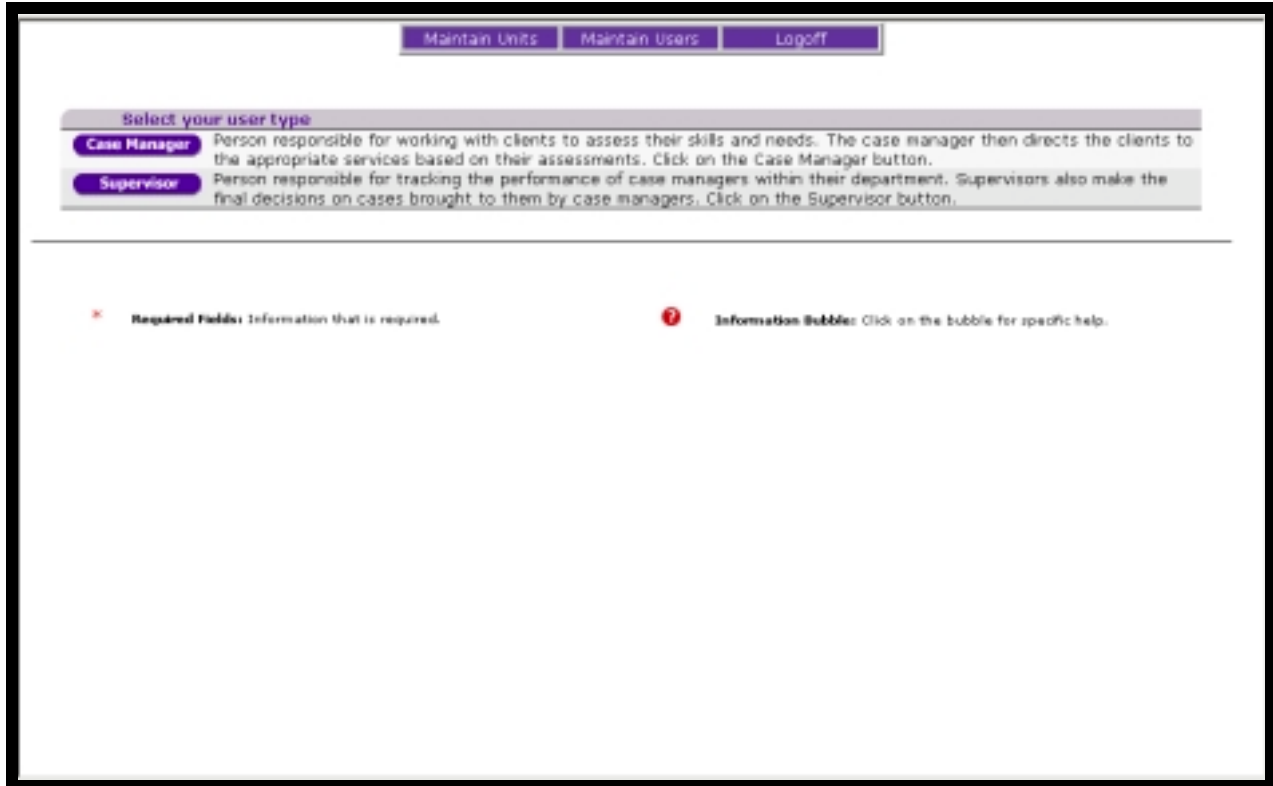 Maintain Units Maintain Users Logoff
Select your user type
Case Manager Person responsible for working with clients to assess their skills and needs. The case manager then directs the clients to
the appropriate services based on their assessments. Click on the Case Manager button.
Supervisor Person responsible for tracking the performance of case managers within their department. Supervisors also make the
final decisions on cases brought to them by case managers. Click on the Supervisor button.
* Required Fields: Information that is required. ? Information Bubble: Click on the bubble for specific help.